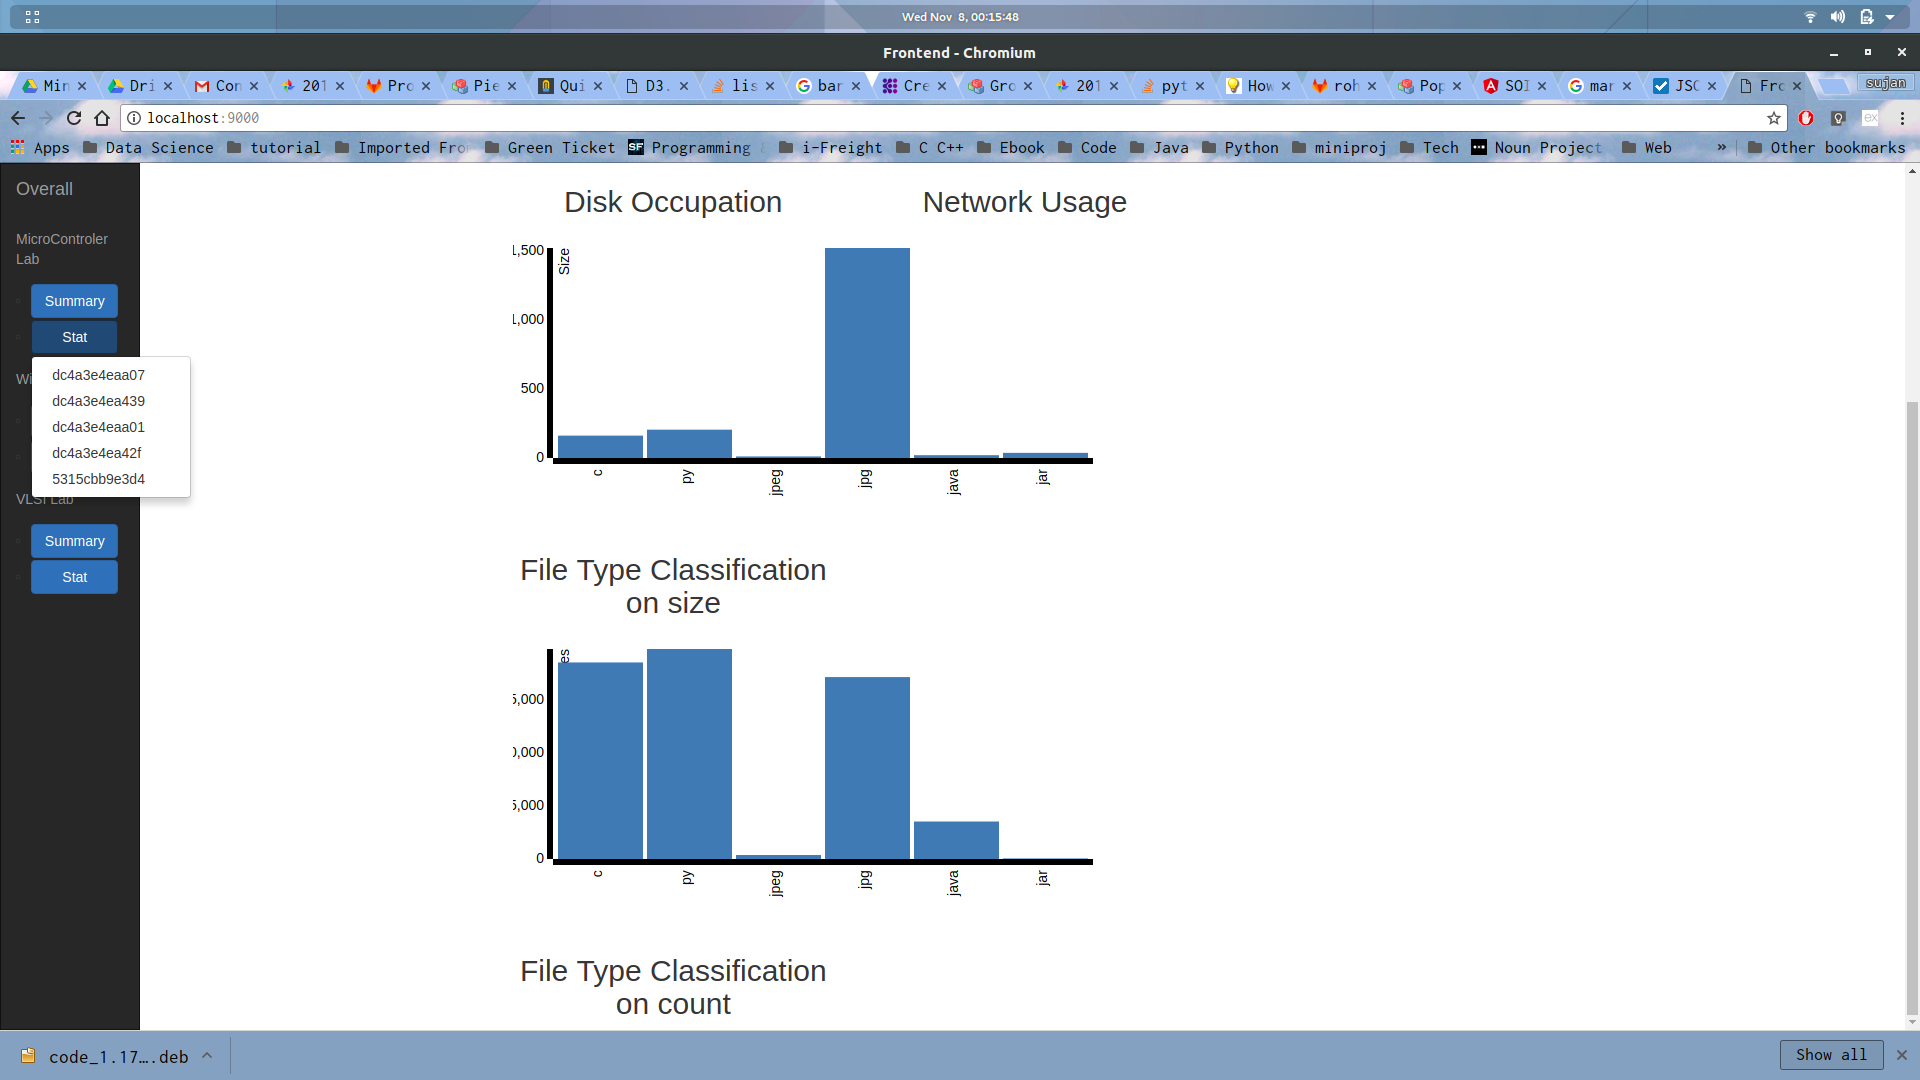 Wed Nov 8, 00:15:48
Frontend - Chromium
Min Dri Con 201 Pro Pie Qui D3. lis bar Cre Gro 201 pyt How roh Pop SOl mar JSC Fro sujan
localhost:9000
Apps Data Science tutorial Imported Fro Green Ticket SF Programming i-Freight C C++ Ebook Code Java Python miniproj Tech Noun Project Web » Other bookmarks
Overall
MicroControler
Lab
Summary
Stat
Wi
dc4a3e4eaa07
dc4a3e4ea439
dc4a3e4eaa01
dc4a3e4ea42f
5315cbb9e3d4
VLSI Lab
Summary
Stat
Disk Occupation
Network Usage
Size
1,500
1,000
500
0
c py jpeg jpg java jar
File Type Classification
on size
es
5,000
0,000
5,000
0
c py jpeg jpg java jar
File Type Classification
on count
code_1.17….deb
Show all